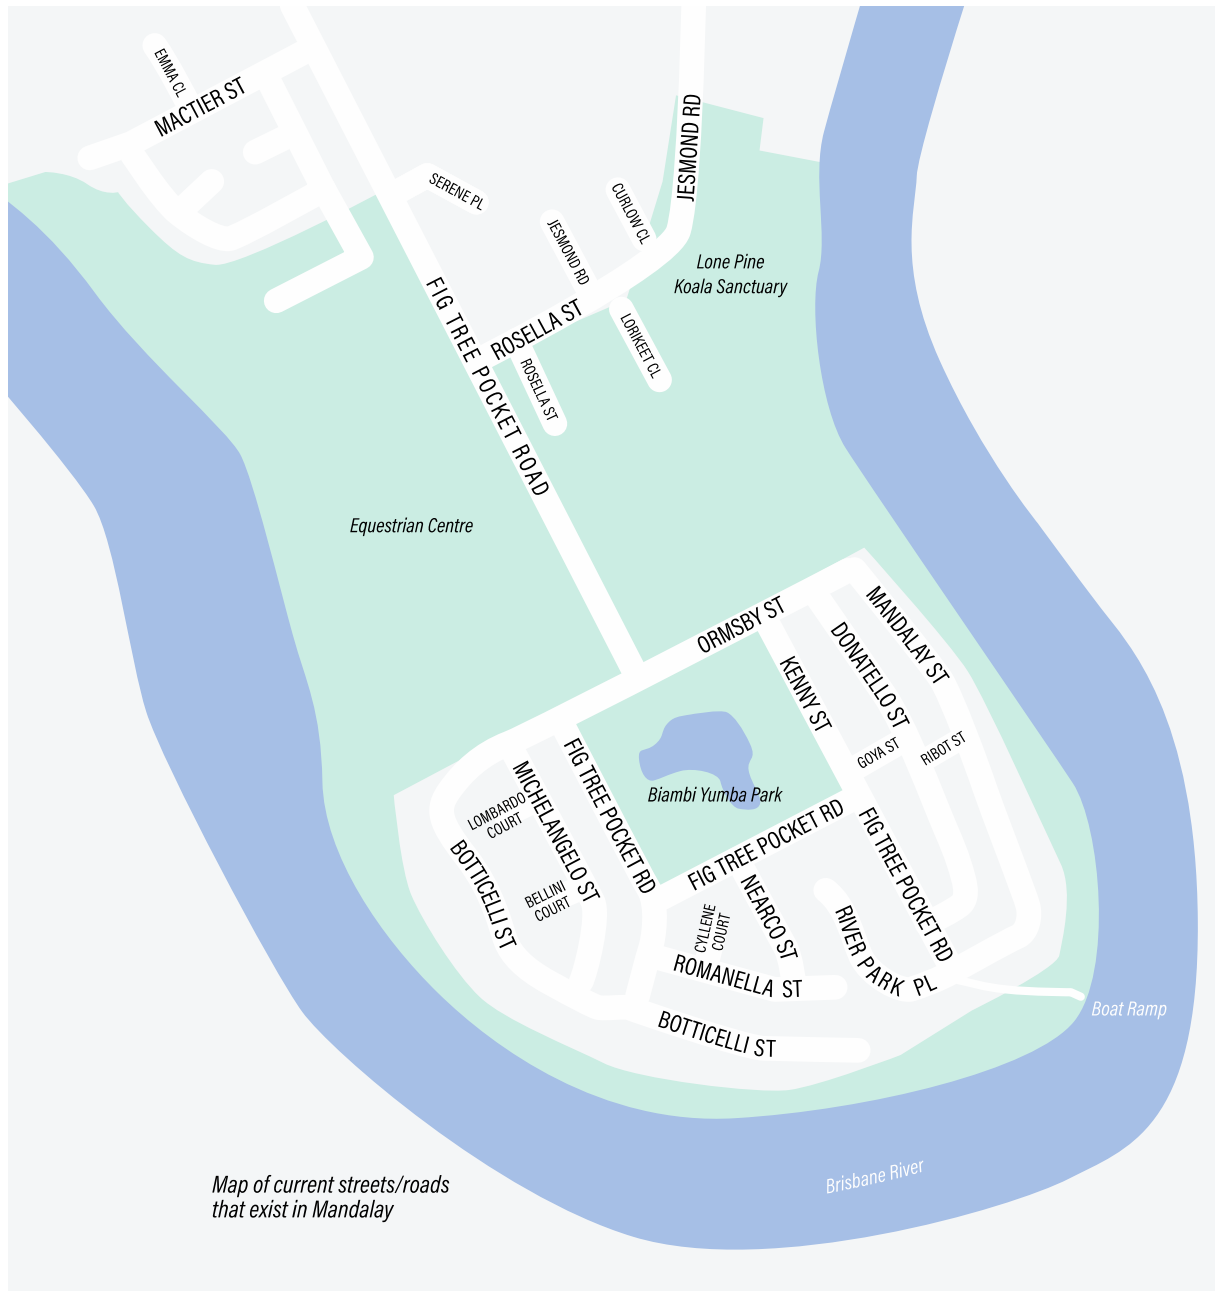 EMMA CL
MACTIER ST
JESMOND RD
SERENE PL
CURLOW CL
JESMOND RD
Lone Pine
Koala Sanctuary
FIG TREE POCKET ROAD
ROSELLA ST
LORIKEET CL
ROSELLA ST
Equestrian Centre
ORMSBY ST
MANDALAY ST
DONATELLO ST
KENNY ST
GOYA ST
RIBOT ST
FIG TREE POCKET RD
MICHELANGELO ST
Biambi Yumba Park
LOMBARDO
COURT
FIG TREE POCKET RD
FIG TREE POCKET RD
BOTTICELLI ST
BELLINI
COURT
NEARCO ST
CYLLENE
COURT
RIVER PARK PL
ROMANELLA ST
BOTTICELLI ST
Boat Ramp
Brisbane River
Map of current streets/roads
that exist in Mandalay